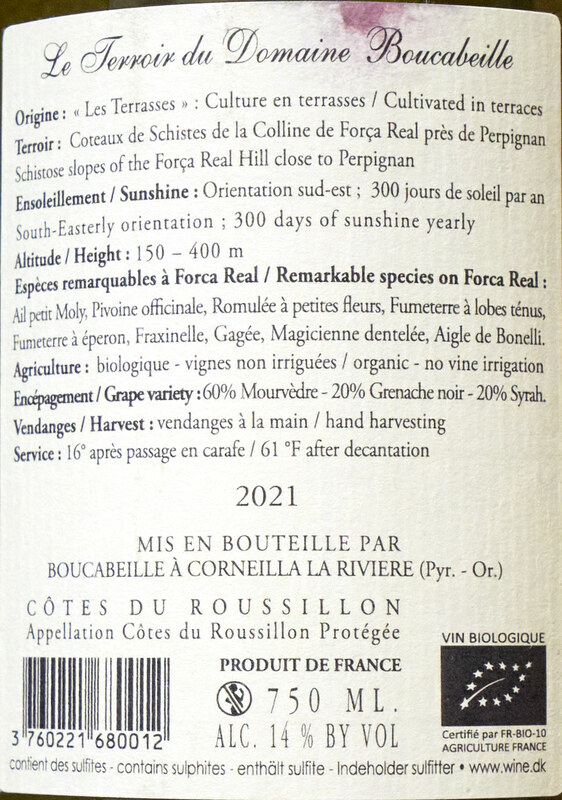 Le Terroir du Domaine Boucabeille
Origine : « Les Terrasses » : Culture en terrasses / Cultivated in terraces
Terroir : Coteaux de Schistes de la Colline de Força Real près de Perpignan
Schistose slopes of the Força Real Hill close to Perpignan
Ensoleillement / Sunshine : Orientation sud-est ; 300 jours de soleil par an
South-Easterly orientation ; 300 days of sunshine yearly
Altitude / Height : 150 – 400 m
Espèces remarquables à Forca Real / Remarkable species on Forca Real :
Ail petit Moly, Pivoine officinale, Romulée à petites fleurs, Fumeterre à lobes ténus,
Fumeterre à éperon, Fraxinelle, Gagée, Magicienne dentelée, Aigle de Bonelli.
Agriculture : biologique - vignes non irriguées / organic - no vine irrigation
Encépagement / Grape variety : 60% Mourvèdre - 20% Grenache noir - 20% Syrah.
Vendanges / Harvest : vendanges à la main / hand harvesting
Service : 16° après passage en carafe / 61 °F after decantation
2021
MIS EN BOUTEILLE PAR
BOUCABEILLE À CORNEILLA LA RIVIERE (Pyr. - Or.)
CÔTES DU ROUSSILLON
Appellation Côtes du Roussillon Protégée
PRODUIT DE FRANCE
750 ML.
ALC. 14 % BY VOL
3 760221 680012
VIN BIOLOGIQUE
Certifié par FR-BIO-10
AGRICULTURE FRANCE
contient des sulfites - contains sulphites - enthält sulfite - Indeholder sulfitter • www.wine.dk